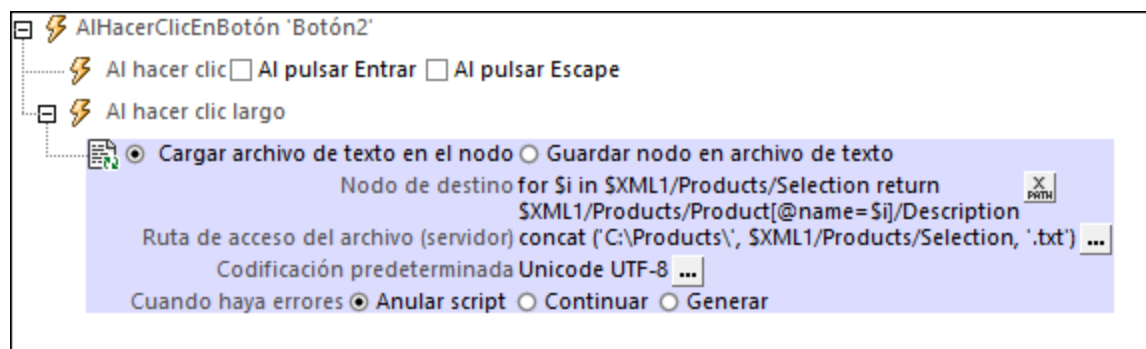 AlHacerClicEnBotón 'Botón2'
Al hacer clic Al pulsar Entrar Al pulsar Escape
Al hacer clic largo
Cargar archivo de texto en el nodo Guardar nodo en archivo de texto
Nodo de destino for $i in $XML1/Products/Selection return
$XML1/Products/Product[@name=$i]/Description
X PATH
Ruta de acceso del archivo (servidor) concat ('C:\Products\', $XML1/Products/Selection, '.txt') ...
Codificación predeterminada Unicode UTF-8 ...
Cuando haya errores Anular script Continuar Generar